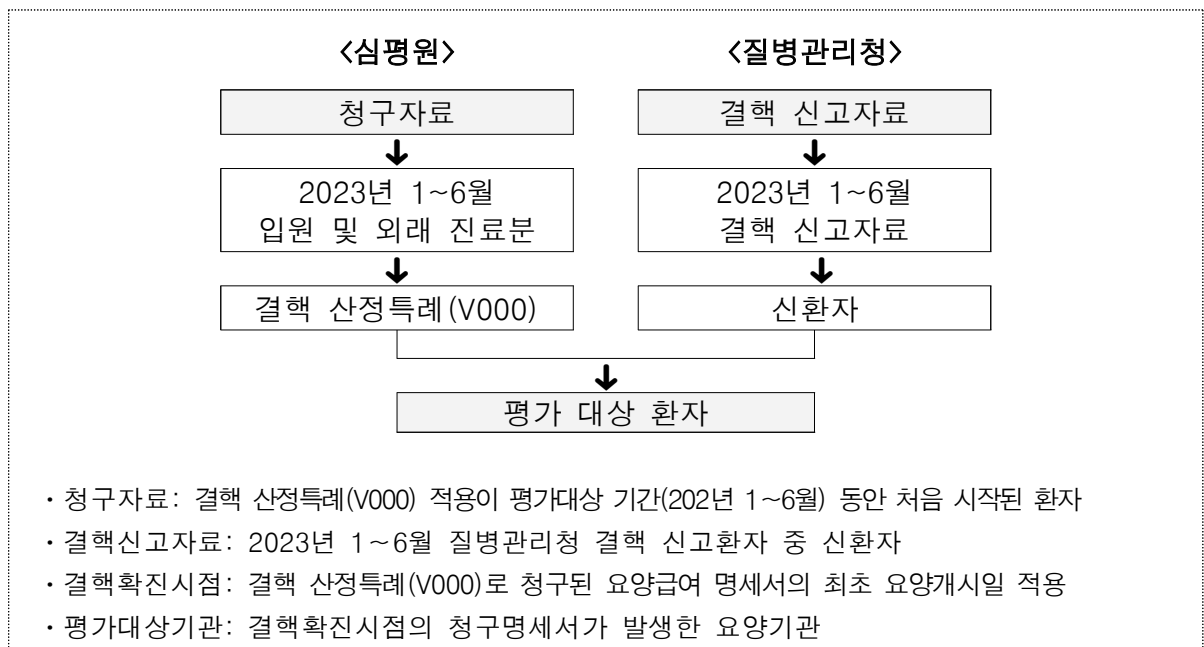 <심평원>
<질병관리청>
청구자료
결핵 신고자료
2023년 1~6월
입원 및 외래 진료분
2023년 1~6월
결핵 신고자료
결핵 산정특례(V000)
신환자
평가 대상 환자
・청구자료: 결핵 산정특례(V000) 적용이 평가대상 기간(202년 1~6월) 동안 처음 시작된 환자
・결핵신고자료: 2023년 1~6월 질병관리청 결핵 신고환자 중 신환자
・결핵확진시점: 결핵 산정특례(V000)로 청구된 요양급여 명세서의 최초 요양개시일 적용
・평가대상기관: 결핵확진시점의 청구명세서가 발생한 요양기관